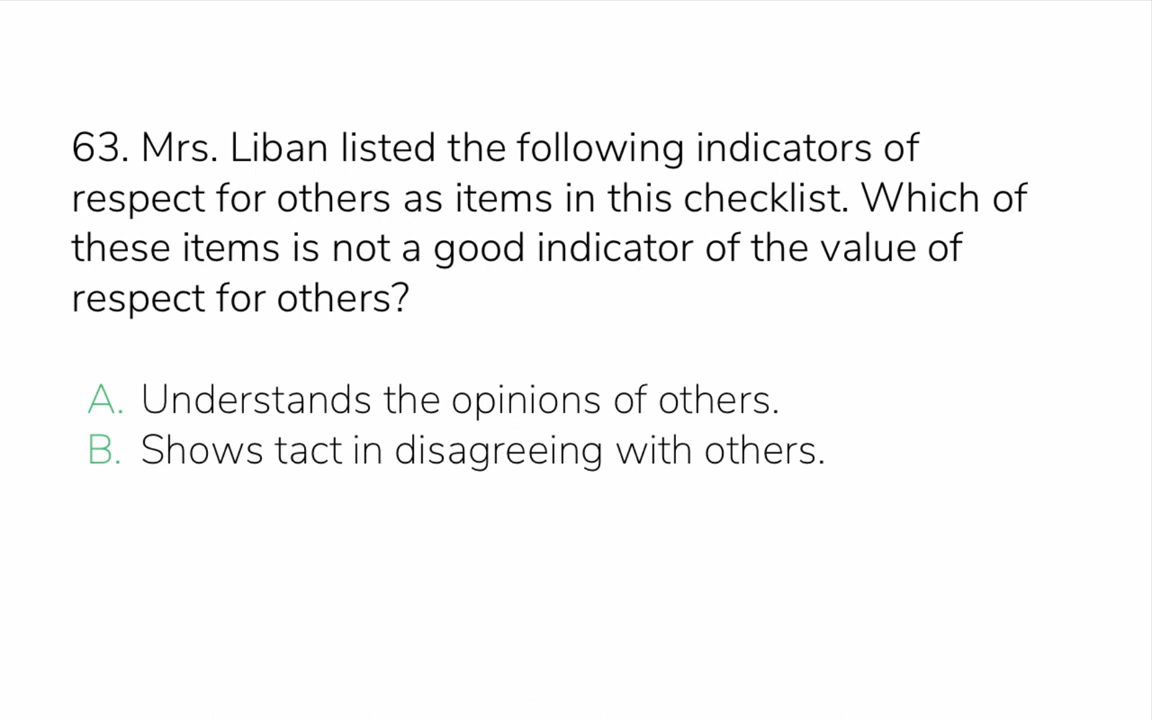 63. Mrs. Liban listed the following indicators of
respect for others as items in this checklist. Which of
these items is not a good indicator of the value of
respect for others?
A. Understands the opinions of others.
B. Shows tact in disagreeing with others.